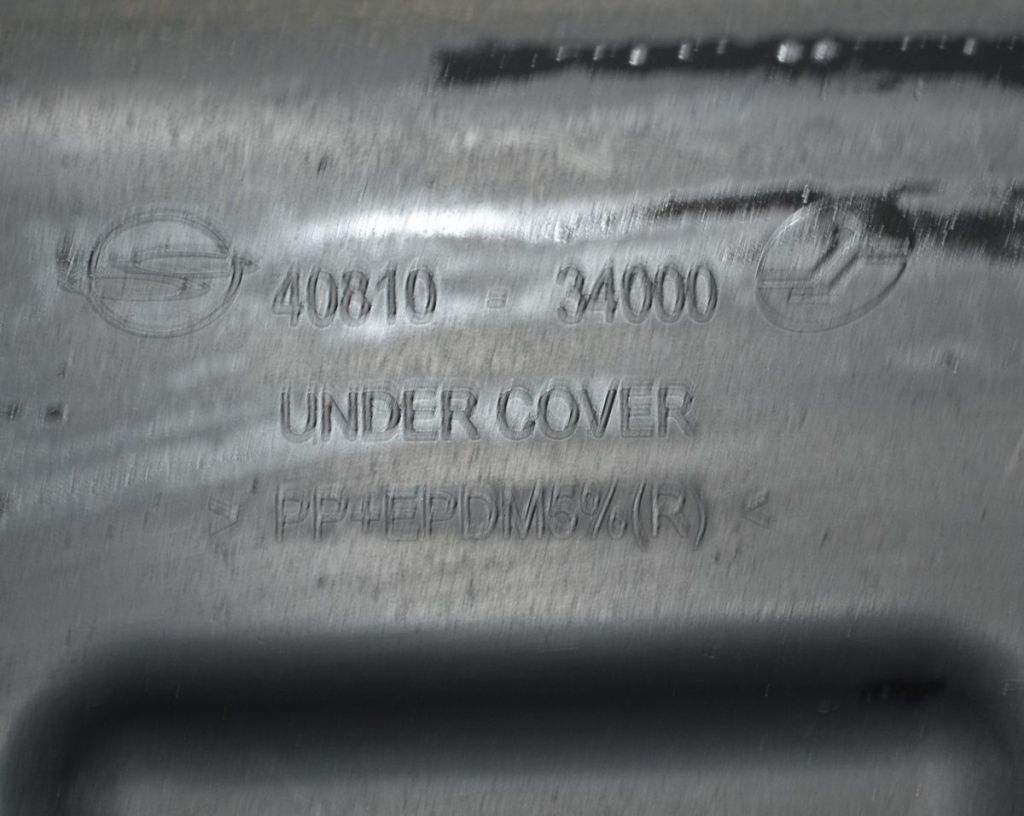 40810 - 34000
UNDER COVER
> PP+EPDM5%(R) <